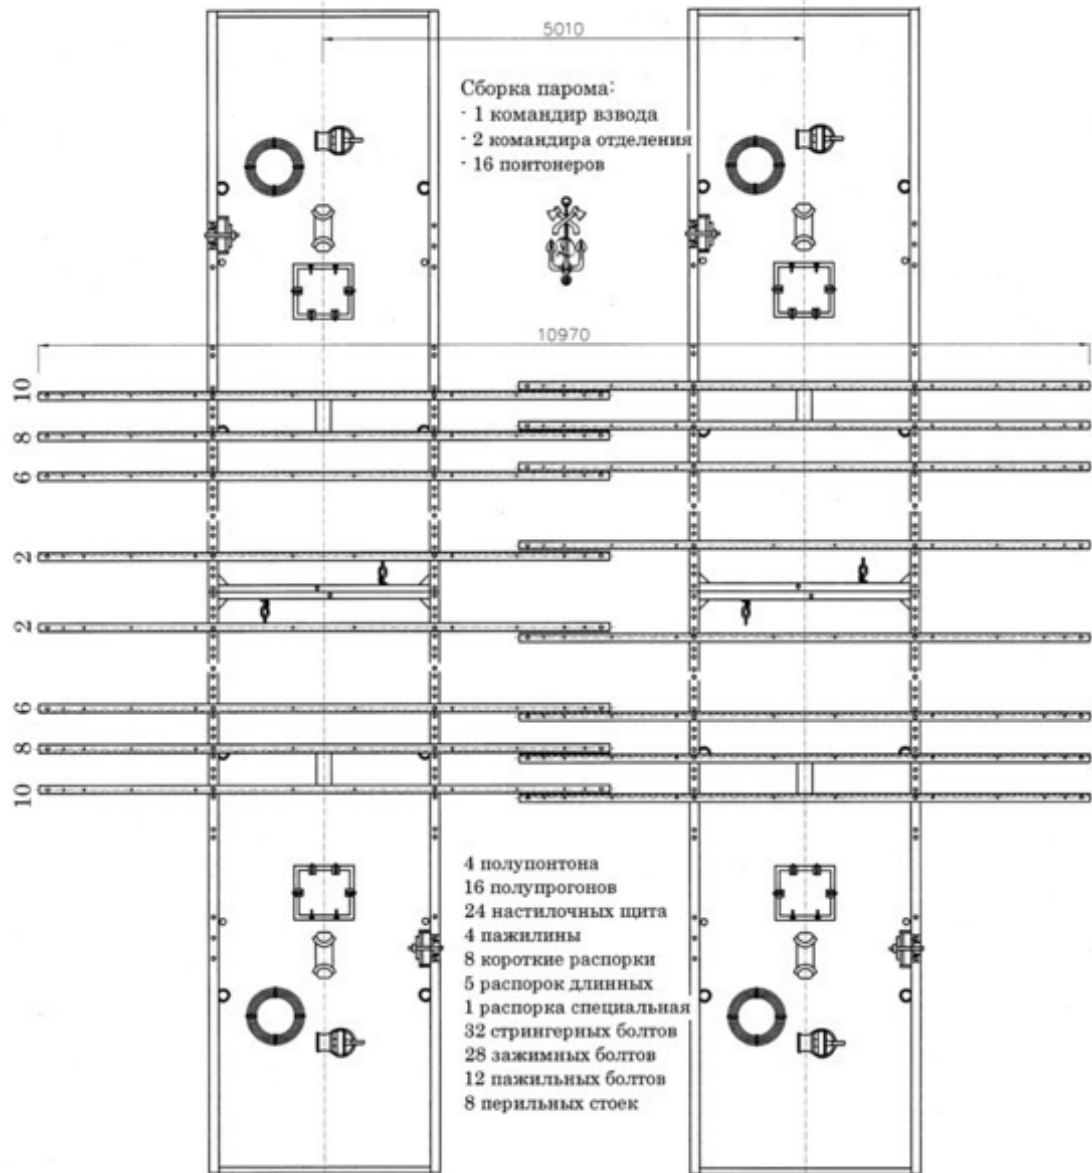 5010
Сборка парома:
- 1 командир взвода
- 2 командира отделения
- 16 понтонеров
10970
10
8
6
2
2
6
8
10
4 полупонтона
16 полупрогонов
24 настилочных щита
4 пажилины
8 короткие распорки
5 распорок длинных
1 распорка специальная
32 стрингерных болтов
28 зажимных болтов
12 пажильных болтов
8 перильных стоек